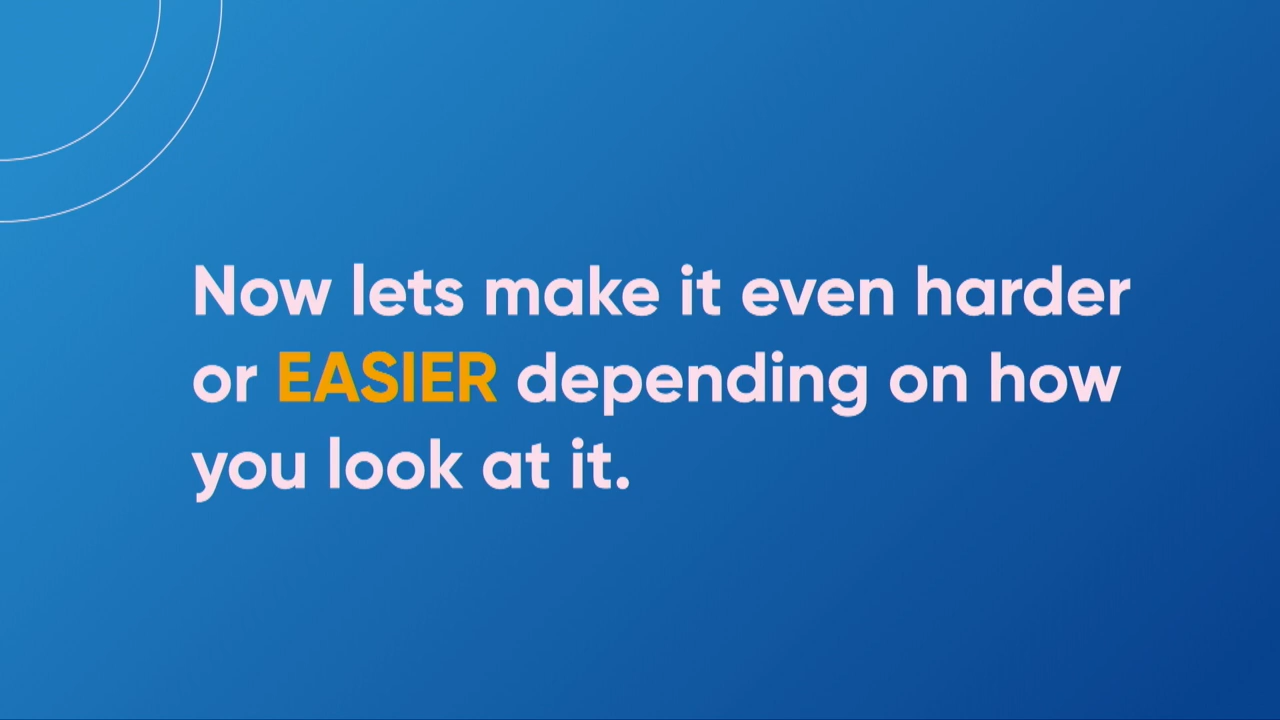 Now lets make it even harder
or EASIER depending on how
you look at it.